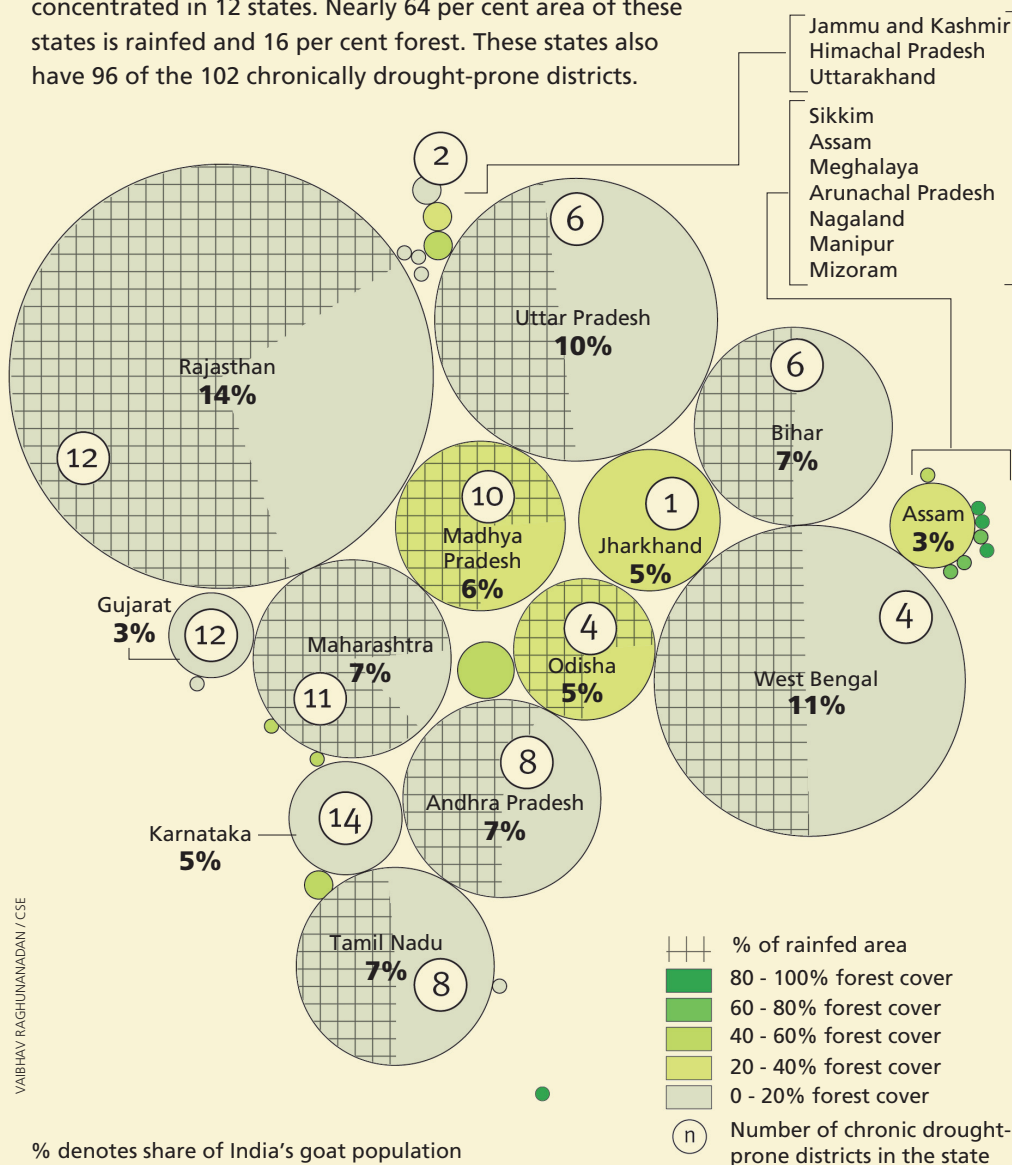 concentrated in 12 states. Nearly 64 per cent area of these
states is rainfed and 16 per cent forest. These states also
have 96 of the 102 chronically drought-prone districts.
Jammu and Kashmir
Himachal Pradesh
Uttarakhand
Sikkim
Assam
Meghalaya
Arunachal Pradesh
Nagaland
Manipur
Mizoram
2
6
Uttar Pradesh
10%
Rajasthan
14%
12
6
Bihar
7%
10
Madhya
Pradesh
6%
1
Jharkhand
5%
Assam
3%
Gujarat
3%
12
Maharashtra
7%
11
4
Odisha
5%
4
West Bengal
11%
8
Andhra Pradesh
7%
14
Karnataka
5%
Tamil Nadu
7%
8
VAIBHAV RAGHUNANADAN / CSE
% of rainfed area
80 - 100% forest cover
60 - 80% forest cover
40 - 60% forest cover
20 - 40% forest cover
0 - 20% forest cover
n
Number of chronic drought-
prone districts in the state
% denotes share of India's goat population